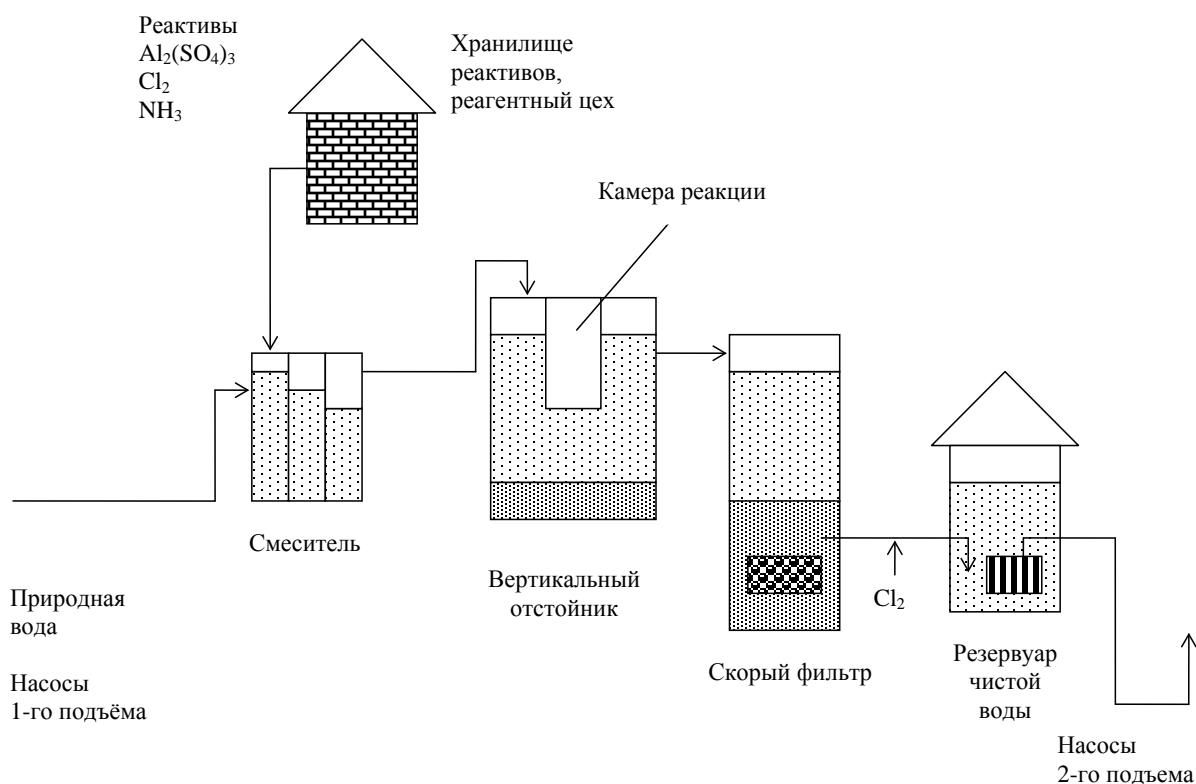 Реактивы
Al₂(SO₄)₃
Cl₂
NH₃
Хранилище
реактивов,
реагентный цех
Камера реакции
Смеситель
Вертикальный
отстойник
Cl₂
Скорый фильтр
Резервуар
чистой
воды
Природная
вода
Насосы
1-го подъёма
Насосы
2-го подъема